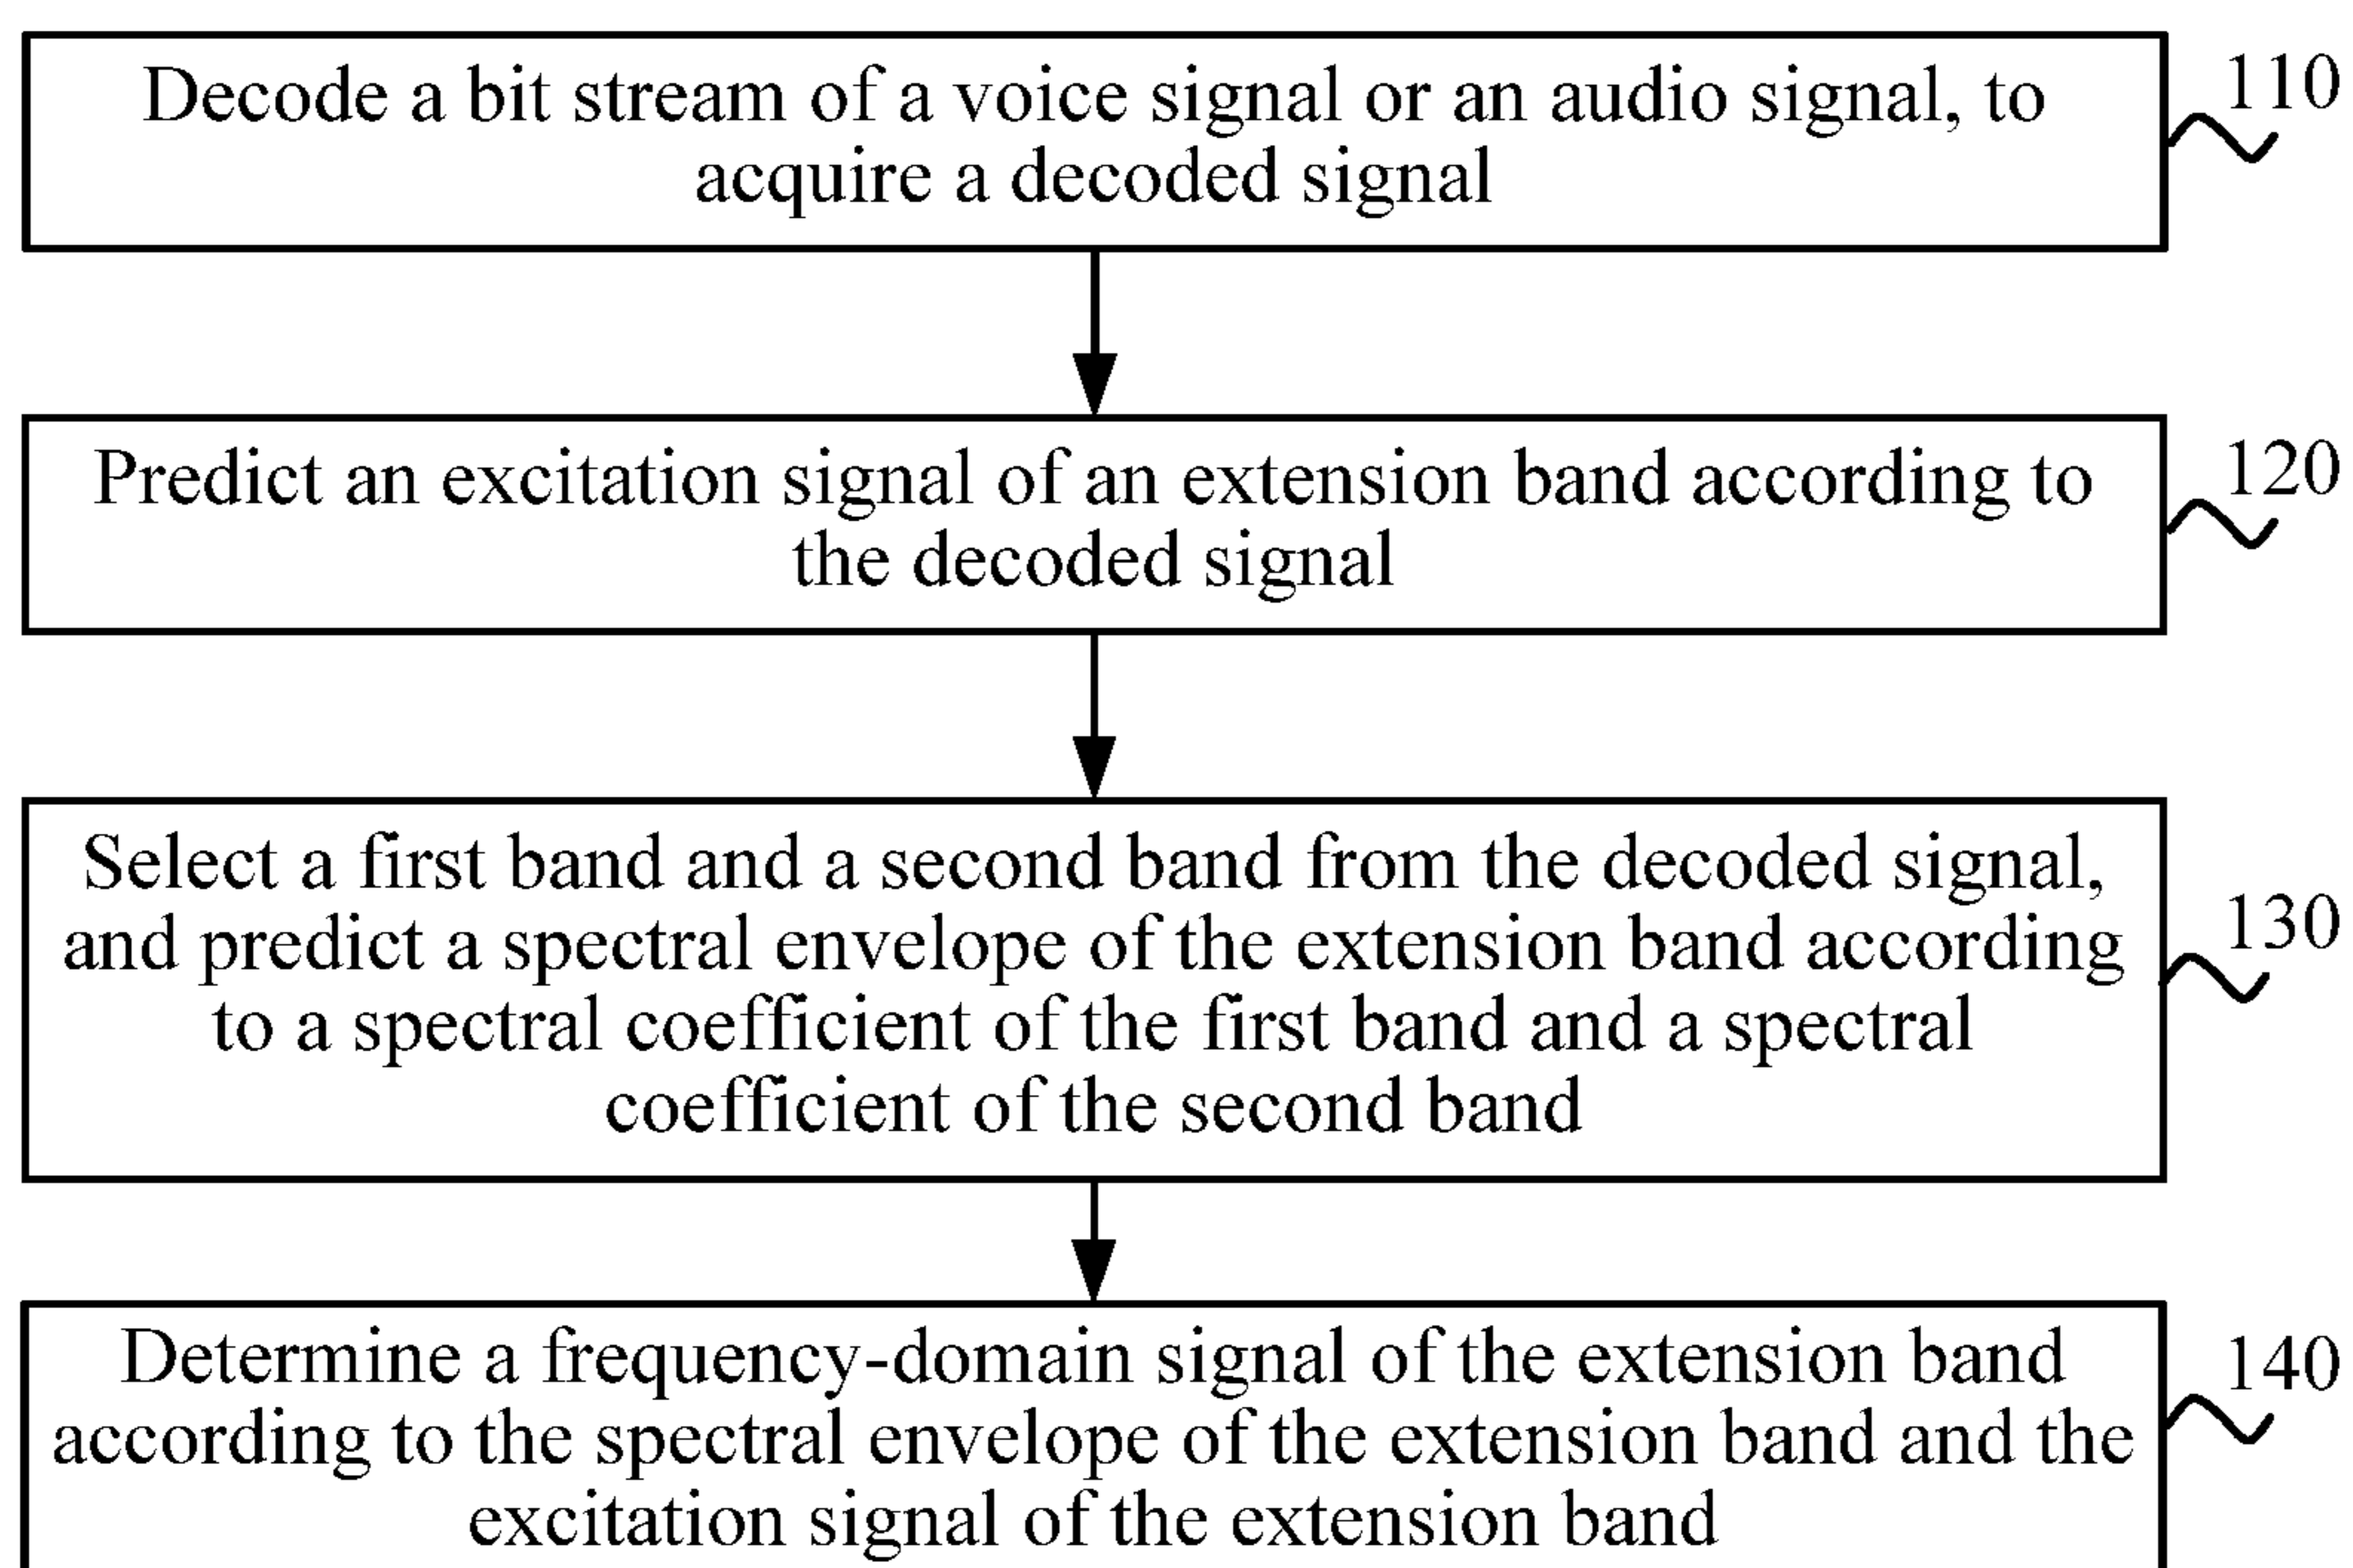 Decode a bit stream of a voice signal or an audio signal, to
acquire a decoded signal
110
Predict an excitation signal of an extension band according to
the decoded signal
120
Select a first band and a second band from the decoded signal,
and predict a spectral envelope of the extension band according
to a spectral coefficient of the first band and a spectral
coefficient of the second band
130
Determine a frequency-domain signal of the extension band
according to the spectral envelope of the extension band and the
excitation signal of the extension band
140